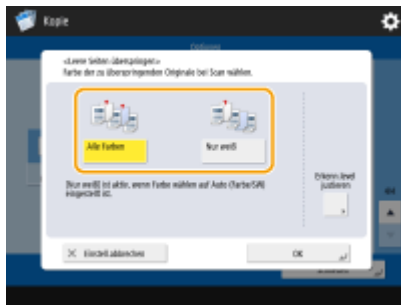 Kopie
Optionen
<Leere Seiten überspringen>
Farbe der zu überspringenden Originale bei Scan wählen.
Alle Farben
Nur weiß
[Nur weiß] ist aktiv, wenn Farbe wählen auf Auto (Farbe/SW)
eingestellt ist.
Erkenn.level
justieren
Einstell.abbrechen
OK